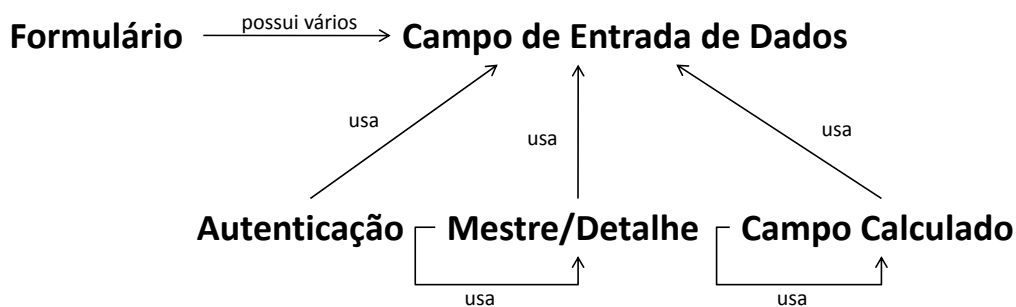 possui vários
Formulário
Campo de Entrada de Dados
usa
usa
usa
Autenticação
Mestre/Detalhe
Campo Calculado
usa
usa